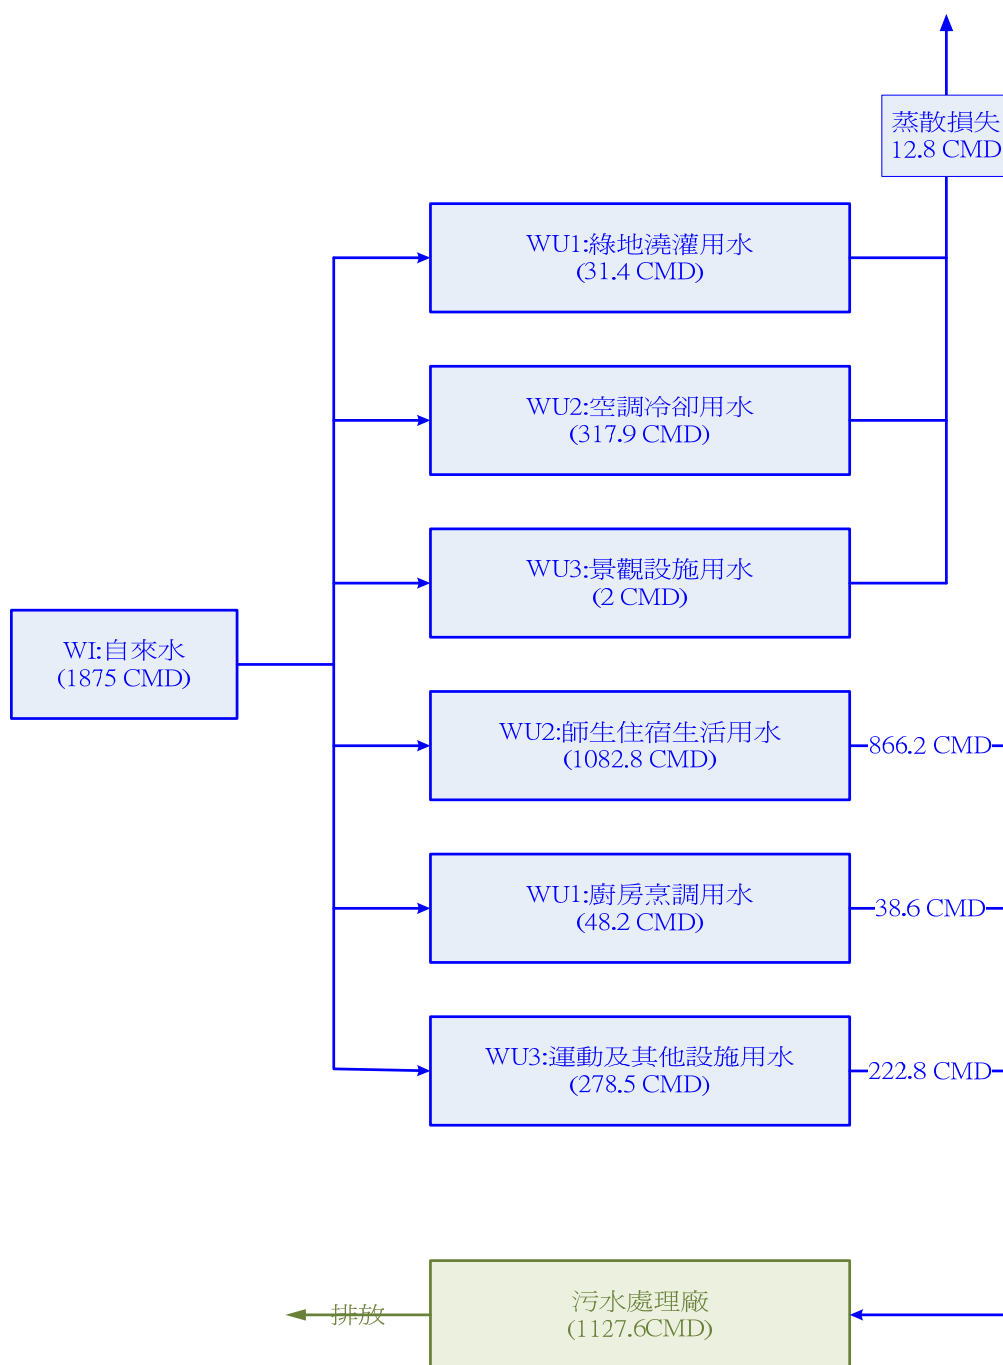 蒸散損失
12.8 CMD
WU1:綠地澆灌用水
(31.4 CMD)
WU2:空調冷卻用水
(317.9 CMD)
WU3:景觀設施用水
(2 CMD)
WI:自來水
(1875 CMD)
WU2:師生住宿生活用水
(1082.8 CMD)
866.2 CMD
WU1:廚房烹調用水
(48.2 CMD)
38.6 CMD
WU3:運動及其他設施用水
(278.5 CMD)
222.8 CMD
排放
污水處理廠
(1127.6CMD)